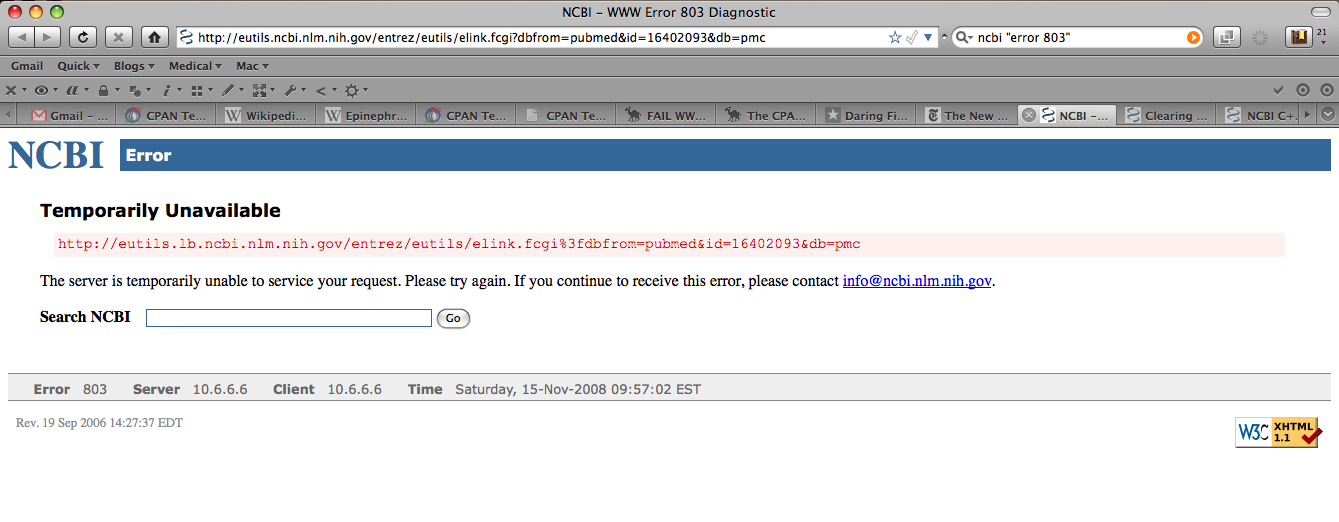 NCBI – WWW Error 803 Diagnostic
http://eutils.ncbi.nlm.nih.gov/entrez/eutils/elink.fcgi?dbfrom=pubmed&id=16402093&db=pmc
ncbi "error 803"
21
Gmail Quick Blogs Medical Mac
Gmail – ... CPAN Te... Wikipedi... Epinephr... CPAN Te... CPAN Te... FAIL WW... The CPA... Daring Fi... The New ... NCBI –... Clearing ... NCBI C+.
NCBI Error
Temporarily Unavailable
http://eutils.lb.ncbi.nlm.nih.gov/entrez/eutils/elink.fcgi%3fdbfrom=pubmed&id=16402093&db=pmc
The server is temporarily unable to service your request. Please try again. If you continue to receive this error, please contact info@ncbi.nlm.nih.gov.
Search NCBI Go
Error 803 Server 10.6.6.6 Client 10.6.6.6 Time Saturday, 15-Nov-2008 09:57:02 EST
Rev. 19 Sep 2006 14:27:37 EDT
W3C XHTML 1.1